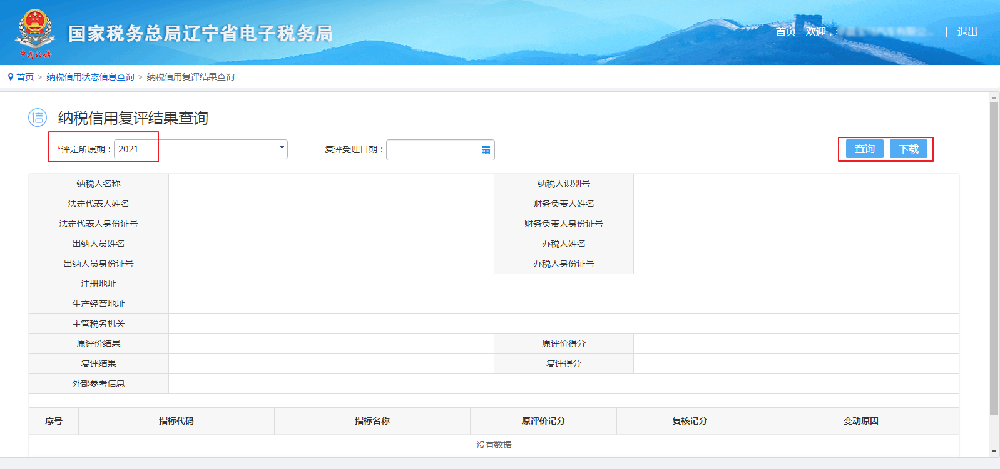 国家税务总局辽宁省电子税务局
中国税务
首页 欢迎, | 退出
首页 > 纳税信用状态信息查询 > 纳税信用复评结果查询
信 纳税信用复评结果查询
*评定所属期： 2021 复评受理日期： 查询 下载
纳税人名称 纳税人识别号
法定代表人姓名 财务负责人姓名
法定代表人身份证号 财务负责人身份证号
出纳人员姓名 办税人姓名
出纳人员身份证号 办税人身份证号
注册地址
生产经营地址
主管税务机关
原评价结果 原评价得分
复评结果 复评得分
外部参考信息
序号 指标代码 指标名称 原评价记分 复核记分 变动原因
没有数据